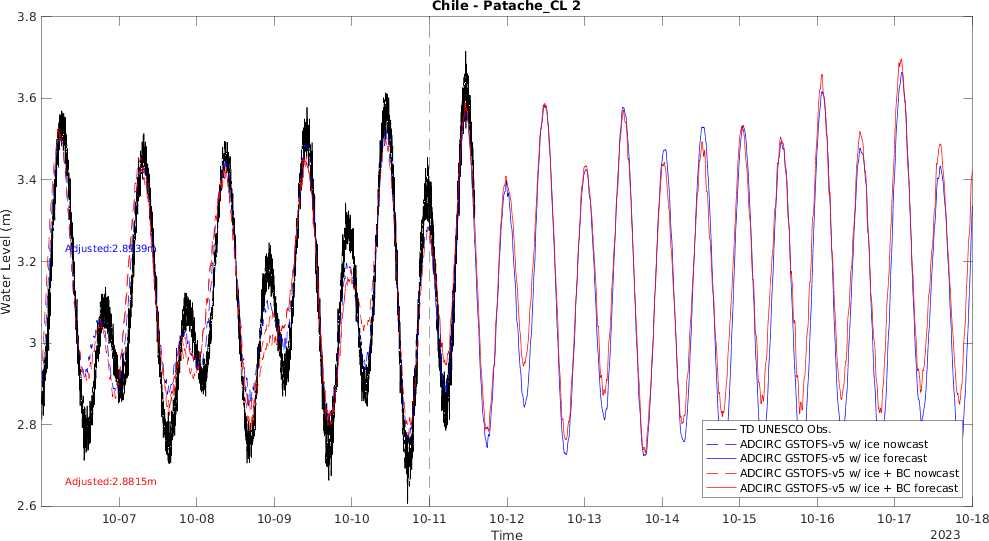 Chile - Patache_CL 2
3.8
3.6
3.4
3.2
3
2.8
2.6
Water Level (m)
Adjusted:2.8939m
Adjusted:2.8815m
TD UNESCO Obs.
ADCIRC GSTOFS-v5 w/ ice nowcast
ADCIRC GSTOFS-v5 w/ ice forecast
ADCIRC GSTOFS-v5 w/ ice + BC nowcast
ADCIRC GSTOFS-v5 w/ ice + BC forecast
10-07 10-08 10-09 10-10 10-11 10-12 10-13 10-14 10-15 10-16 10-17 10-18
Time
2023